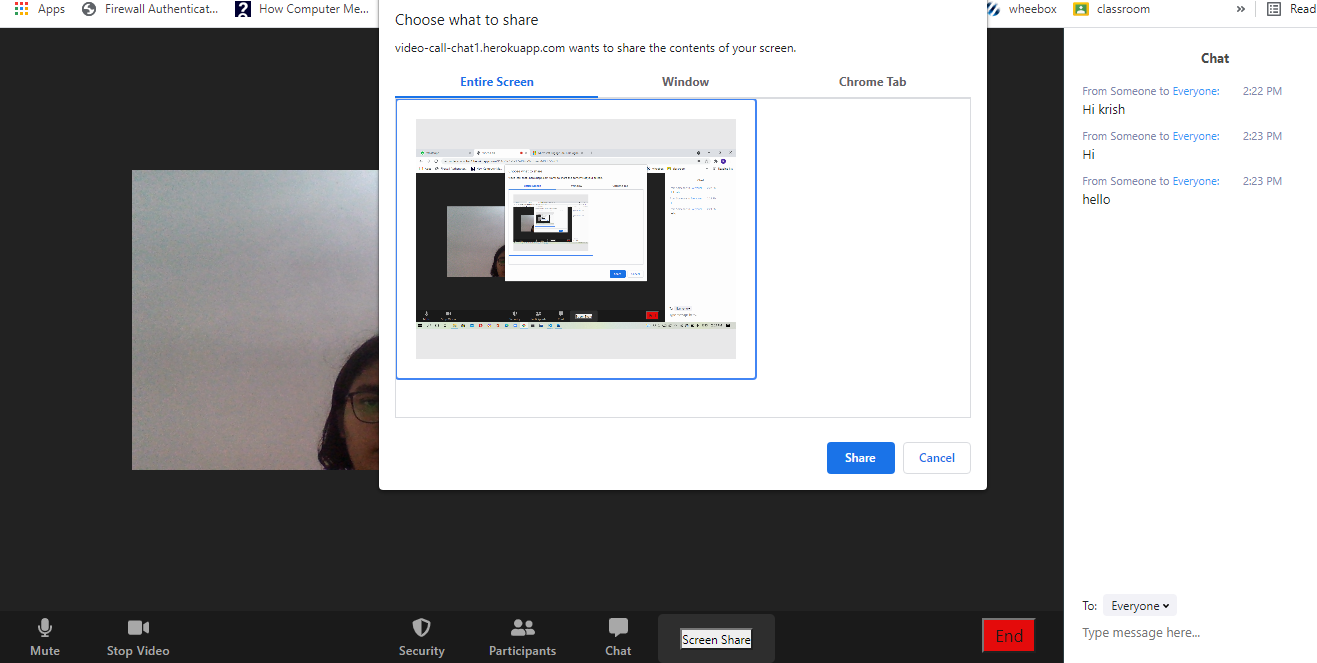 Apps
Firewall Authenticat...
How Computer Me...
wheebox
classroom
»
Read
Choose what to share
video-call-chat1.herokuapp.com wants to share the contents of your screen.
Entire Screen
Window
Chrome Tab
Share
Cancel
Chat
From Someone to Everyone: 2:22 PM
Hi krish
From Someone to Everyone: 2:23 PM
Hi
From Someone to Everyone: 2:23 PM
hello
To: Everyone
Type message here...
Mute
Stop Video
Security
Participants
Chat
Screen Share
End